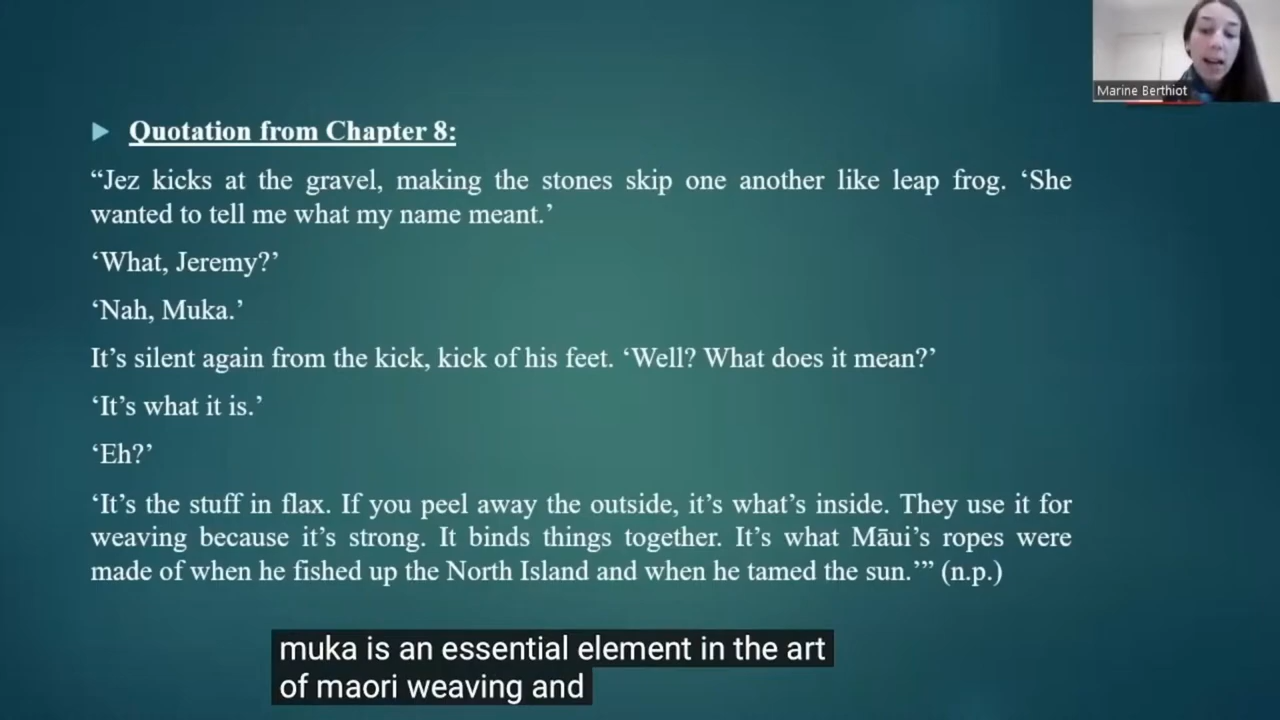 Marine Berthiot
Quotation from Chapter 8:
“Jez kicks at the gravel, making the stones skip one another like leap frog. ‘She
wanted to tell me what my name meant.’
‘What, Jeremy?’
‘Nah, Muka.’
It’s silent again from the kick, kick of his feet. ‘Well? What does it mean?’
‘It’s what it is.’
‘Eh?’
‘It’s the stuff in flax. If you peel away the outside, it’s what’s inside. They use it for
weaving because it’s strong. It binds things together. It’s what Māui’s ropes were
made of when he fished up the North Island and when he tamed the sun.’” (n.p.)
muka is an essential element in the art
of maori weaving and